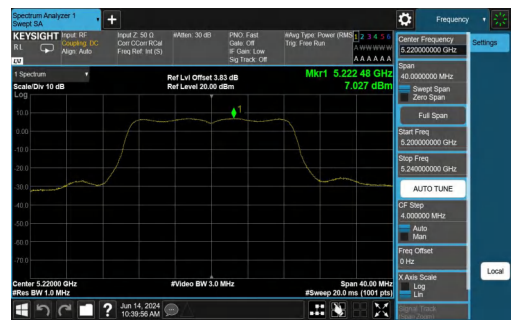 Spectrum Analyzer 1
Swept SA
+
Frequency
KEYSIGHT
RL
Input: RF
Coupling: DC
Align: Auto
Input Z: 50 Ω
Corr CCorr RCal
Freq Ref: Int (S)
#Atten: 30 dB
PNO: Fast
Gate: Off
IF Gain: Low
Sig Track: Off
#Avg Type: Power (RMS
Trig: Free Run
1 2 3 4 5 6
A W W W W W
A A A A A A
LW
1 Spectrum
Scale/Div 10 dB
Log
Ref Lvl Offset 3.83 dB
Ref Level 20.00 dBm
Mkr1 5.222 48 GHz
7.027 dBm
1
10.0
0.00
-10.0
-20.0
-30.0
-40.0
-50.0
-60.0
-70.0
Center 5.22000 GHz
#Res BW 1.0 MHz
#Video BW 3.0 MHz
Span 40.00 MHz
#Sweep 20.0 ms (1001 pts)
Center Frequency
5.220000000 GHz
Settings
Span
40.0000000 MHz
Swept Span
Zero Span
Full Span
Start Freq
5.200000000 GHz
Stop Freq
5.240000000 GHz
AUTO TUNE
CF Step
4.000000 MHz
Auto
Man
Freq Offset
0 Hz
X Axis Scale
Log
Lin
Local
Signal Track
Jun 14, 2024
10:39:56 AM
?